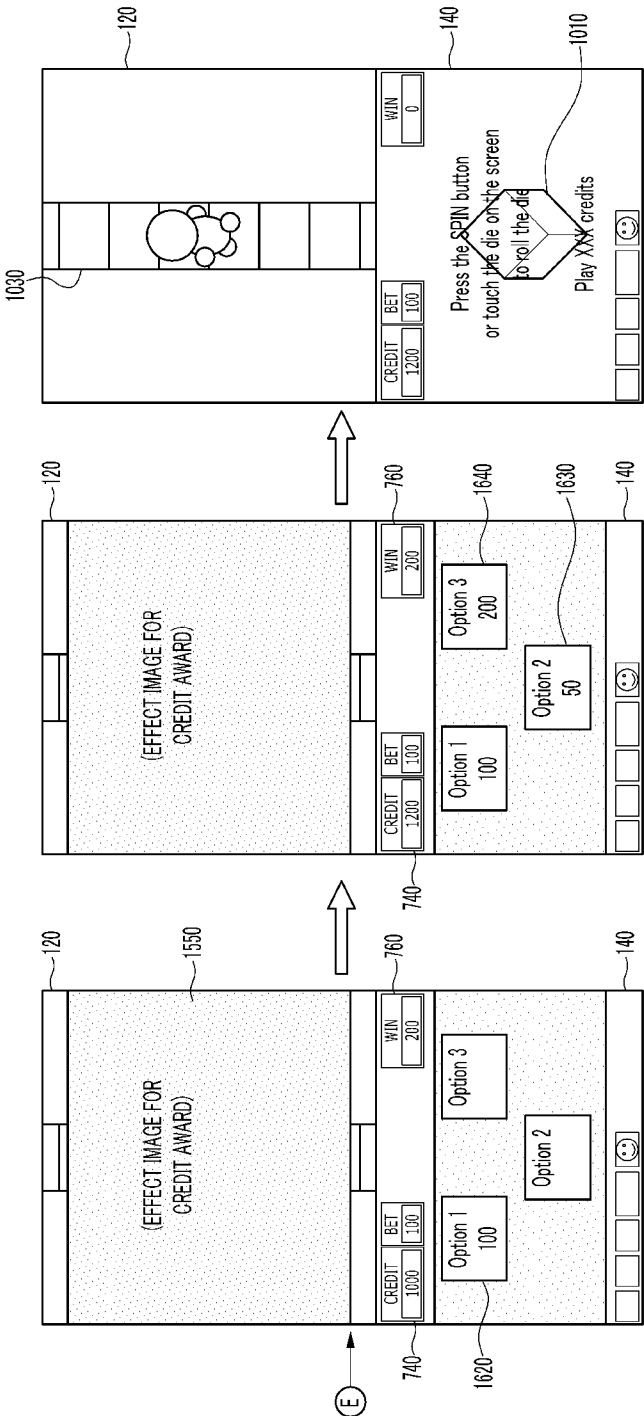 E
120
(EFFECT IMAGE FOR
CREDIT AWARD)
1550
740
CREDIT
1000
BET
100
WIN
200
760
Option 1
100
Option 2
Option 3
1620
140
120
(EFFECT IMAGE FOR
CREDIT AWARD)
740
CREDIT
1200
BET
100
WIN
200
760
Option 1
100
Option 3
200
1640
Option 2
50
1630
140
1030
120
CREDIT
1200
BET
100
WIN
0
140
Press the SPIN button
or touch the die on the screen
to roll the die
Play XXX credits
1010